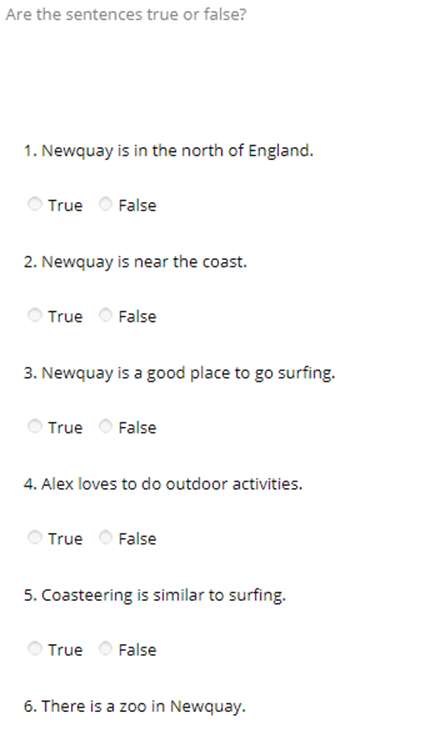 Are the sentences true or false?
1. Newquay is in the north of England.
True False
2. Newquay is near the coast.
True False
3. Newquay is a good place to go surfing.
True False
4. Alex loves to do outdoor activities.
True False
5. Coasteering is similar to surfing.
True False
6. There is a zoo in Newquay.